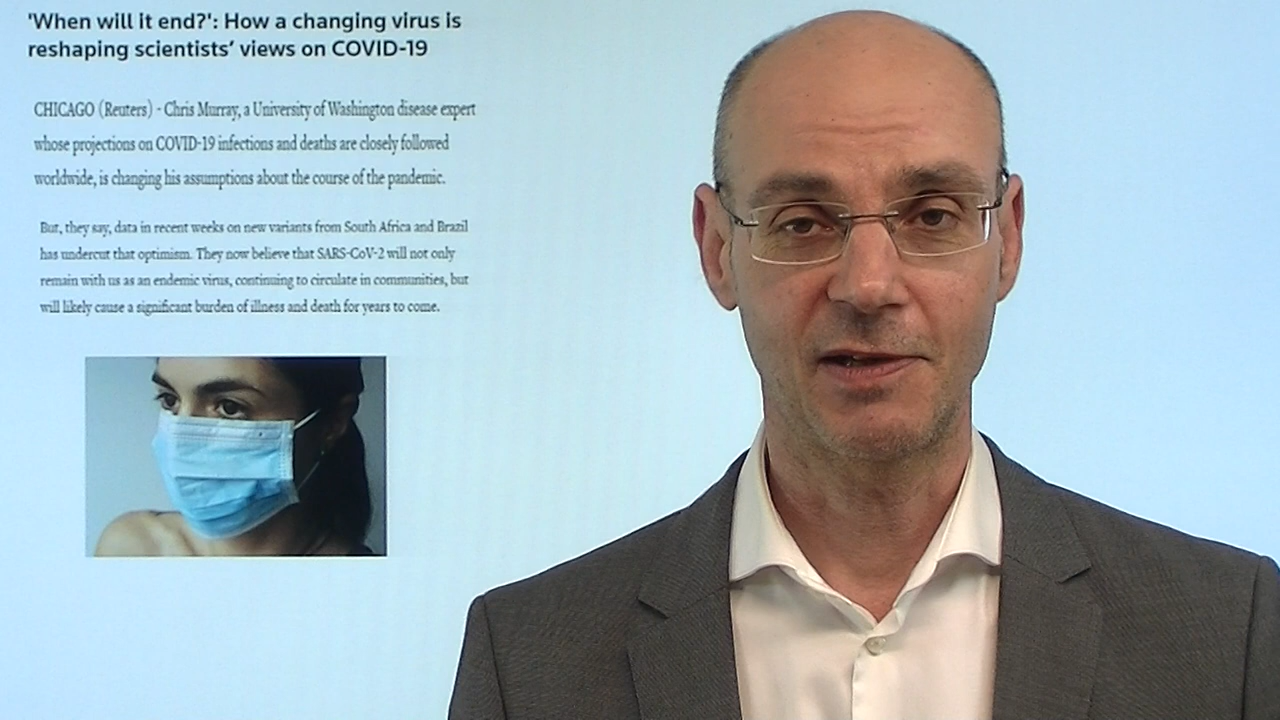 'When will it end?': How a changing virus is
reshaping scientists’ views on COVID-19
CHICAGO (Reuters) - Chris Murray, a University of Washington disease expert
whose projections on COVID-19 infections and deaths are closely followed
worldwide, is changing his assumptions about the course of the pandemic.
But, they say, data in recent weeks on new variants from South Africa and Brazil
has undercut that optimism. They now believe that SARS-CoV-2 will not only
remain with us as an endemic virus, continuing to circulate in communities, but
will likely cause a significant burden of illness and death for years to come.